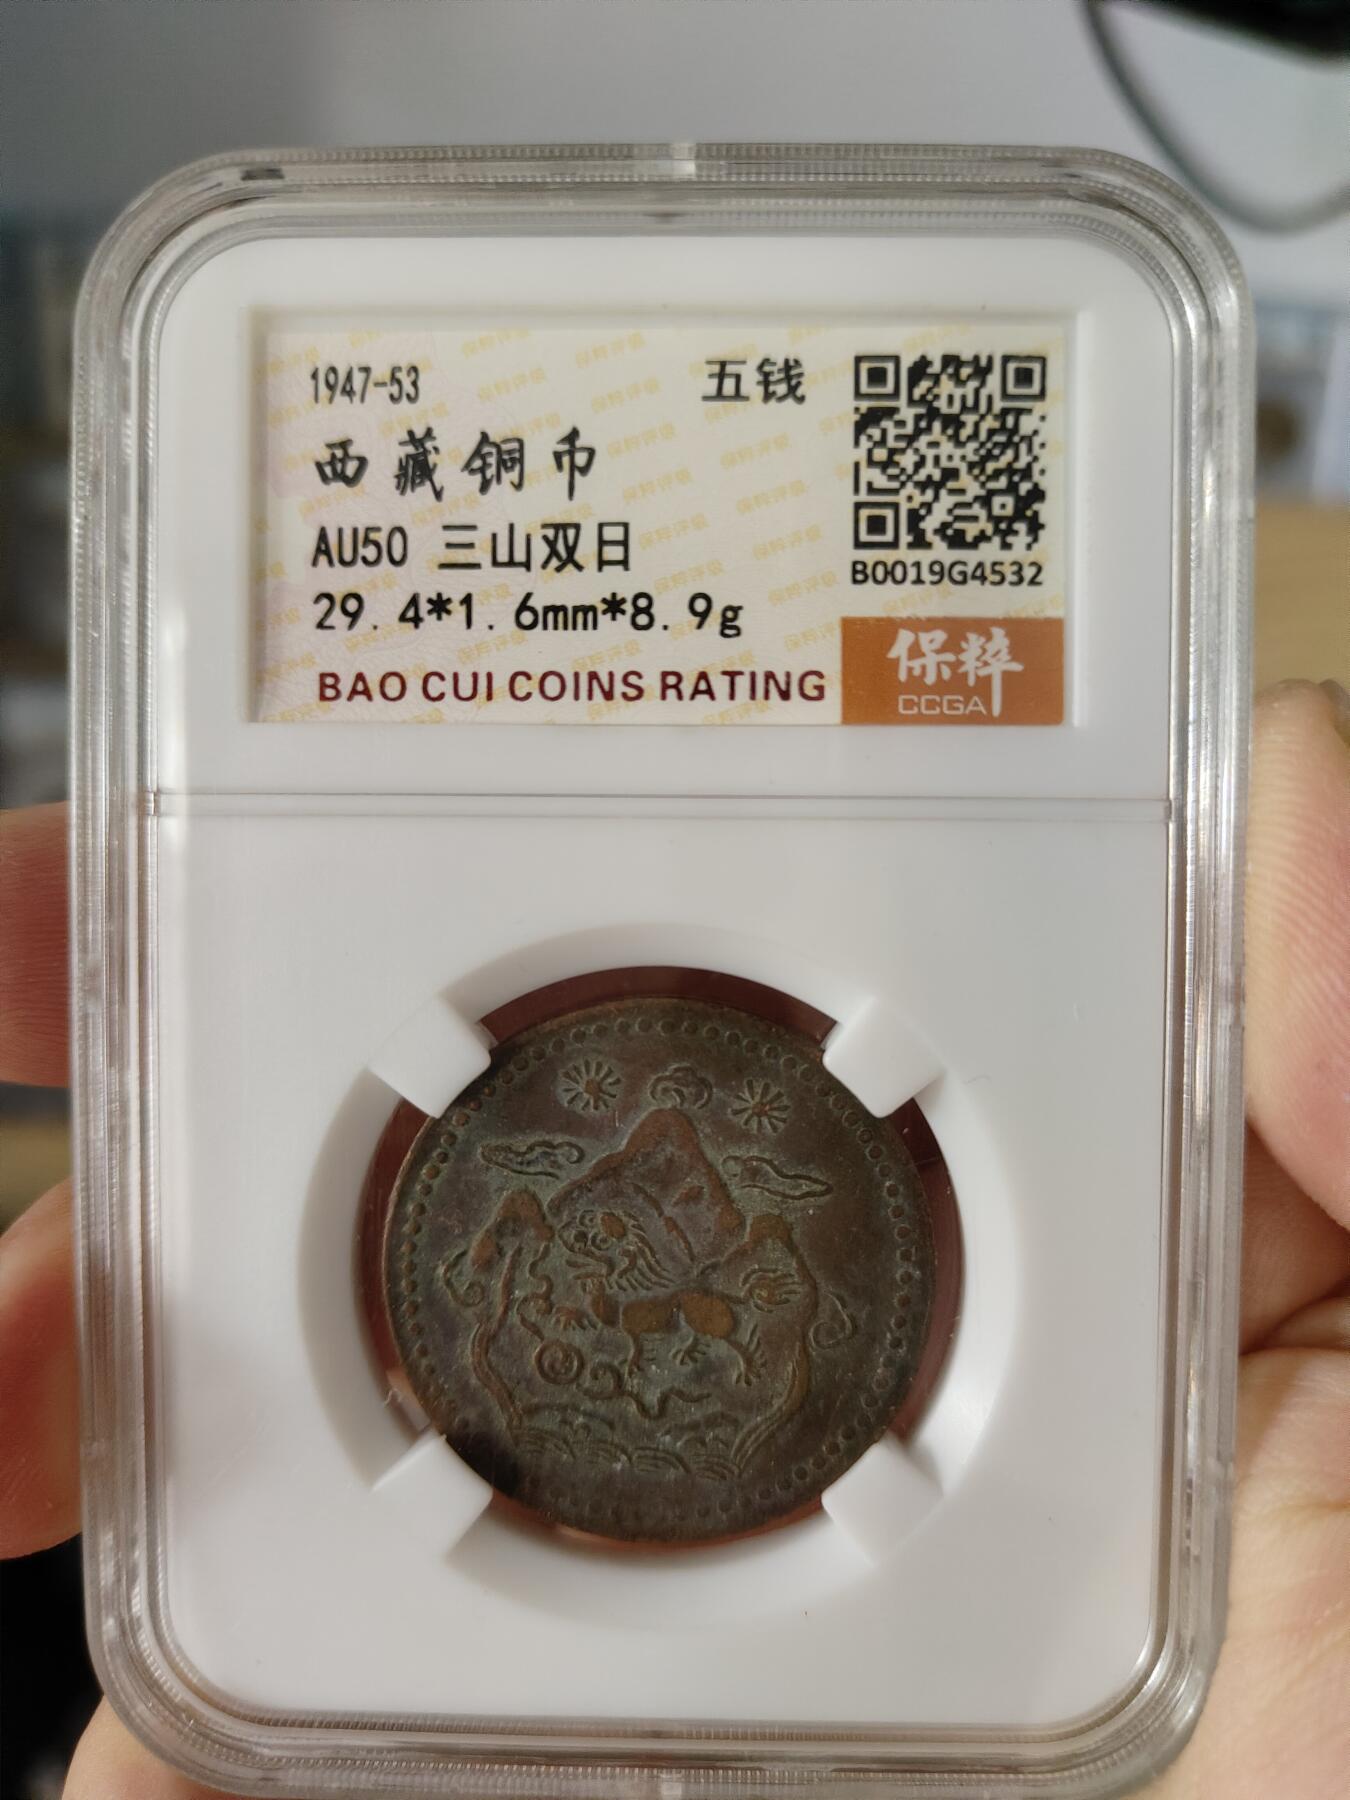 1947-53 五钱
西藏铜币
AU50 三山双日
29.4*1.6mm*8.9g
BAO CUI COINS RATING
B0019G4532
保粹
CCGA